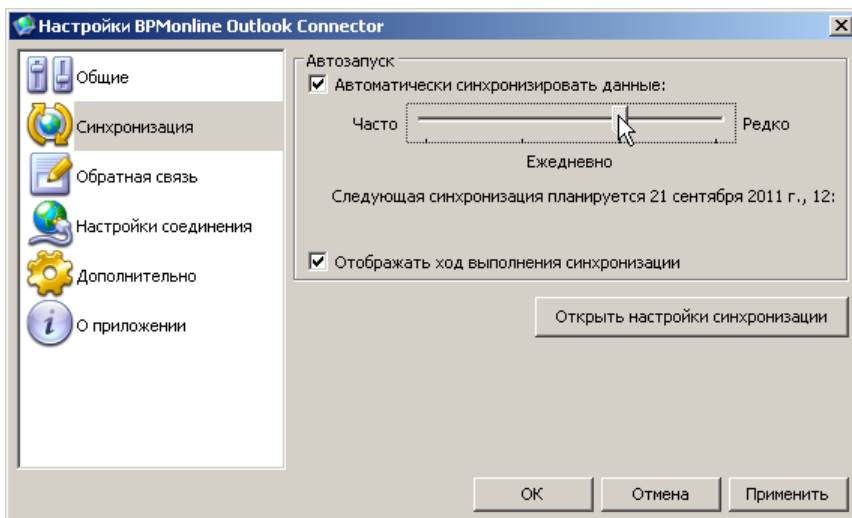 Настройки BPMonline Outlook Connector
Общие
Синхронизация
Обратная связь
Настройки соединения
Дополнительно
О приложении
Автозапуск
Автоматически синхронизировать данные:
Часто
Редко
Ежедневно
Следующая синхронизация планируется 21 сентября 2011 г., 12:
Отображать ход выполнения синхронизации
Открыть настройки синхронизации
ОК
Отмена
Применить